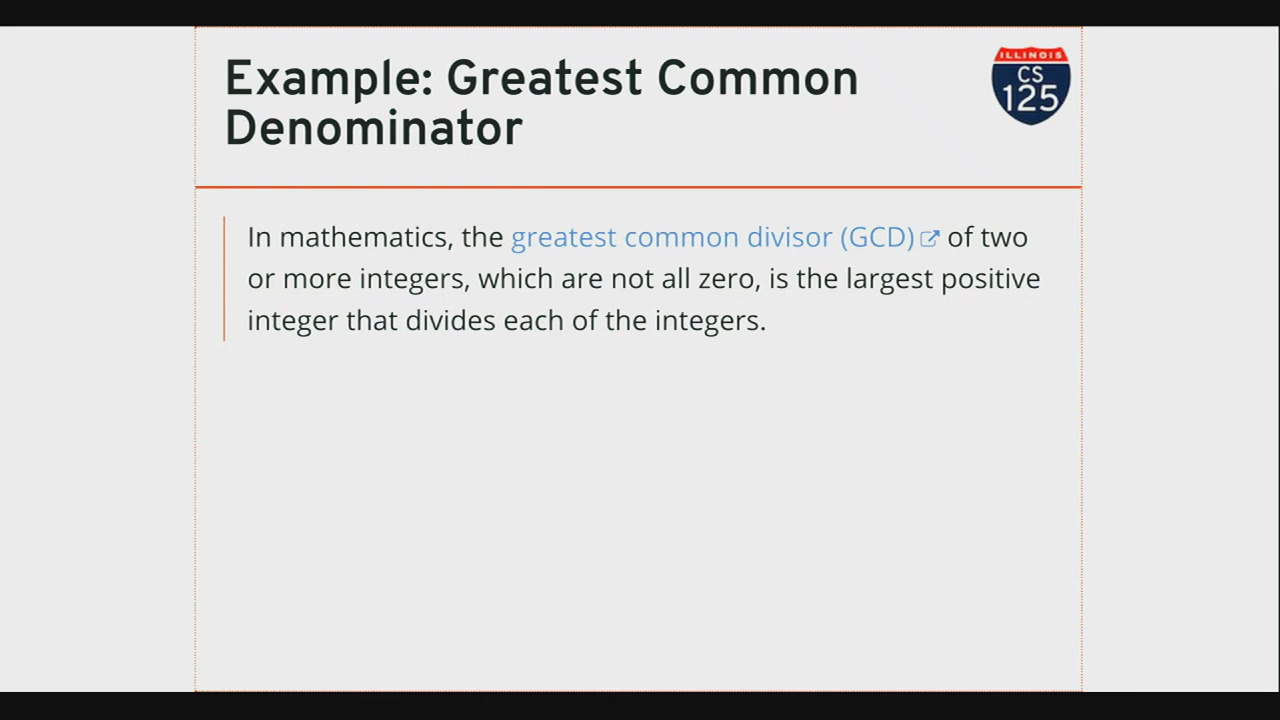 Example: Greatest Common
Denominator
ILLINOIS
CS
125
In mathematics, the greatest common divisor (GCD) of two
or more integers, which are not all zero, is the largest positive
integer that divides each of the integers.